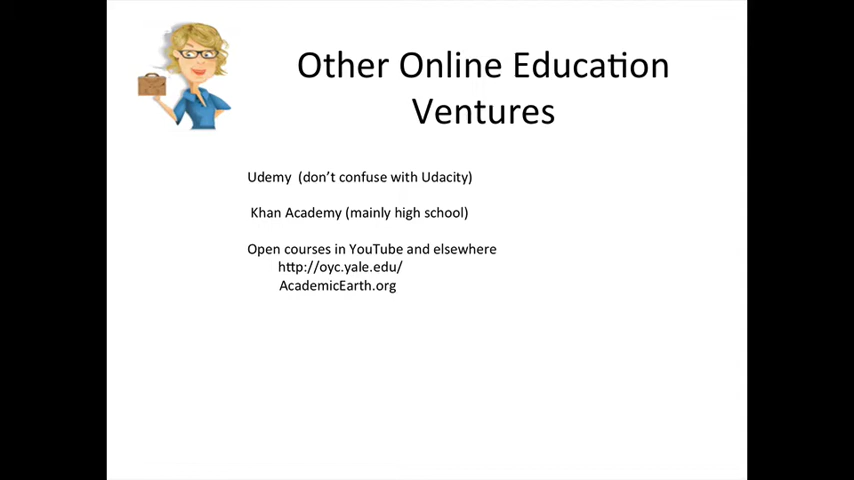 Other Online Education
Ventures
Udemy (don't confuse with Udacity)
Khan Academy (mainly high school)
Open courses in YouTube and elsewhere
http://oyc.yale.edu/
AcademicEarth.org